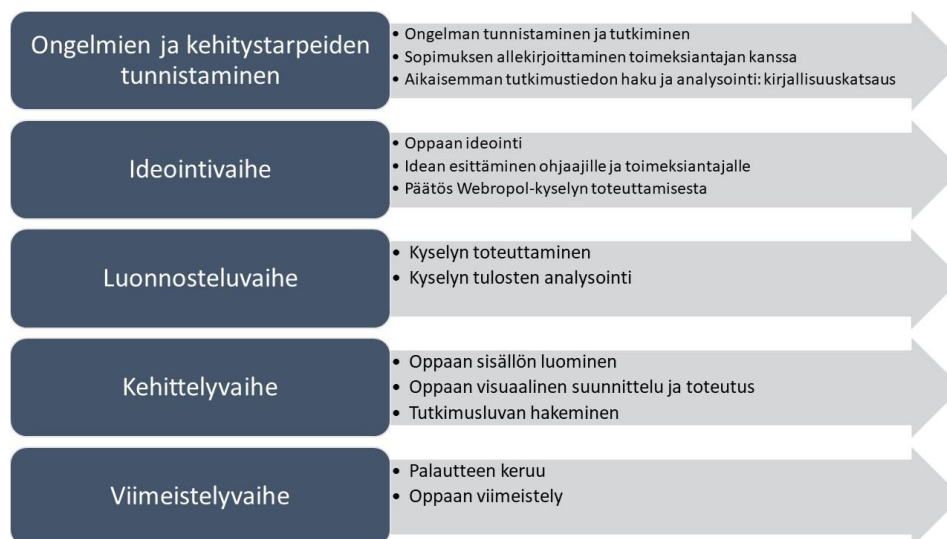 Ongelmien ja kehitystarpeiden
tunnistaminen
• Ongelman tunnistaminen ja tutkiminen
• Sopimuksen allekirjoittaminen toimeksiantajan kanssa
• Aikaisemman tutkimustiedon haku ja analysointi: kirjallisuuskatsaus
Ideointivaihe
• Oppaan ideointi
• Idean esittäminen ohjaajille ja toimeksiantajalle
• Päätös Webropol-kyselyn toteuttamisesta
Luonnosteluvaihe
• Kyselyn toteuttaminen
• Kyselyn tulosten analysointi
Kehittelyvaihe
• Oppaan sisällön luominen
• Oppaan visuaalinen suunnittelu ja toteutus
• Tutkimusluvan hakeminen
Viimeistelyvaihe
• Palautteen keruu
• Oppaan viimeistely